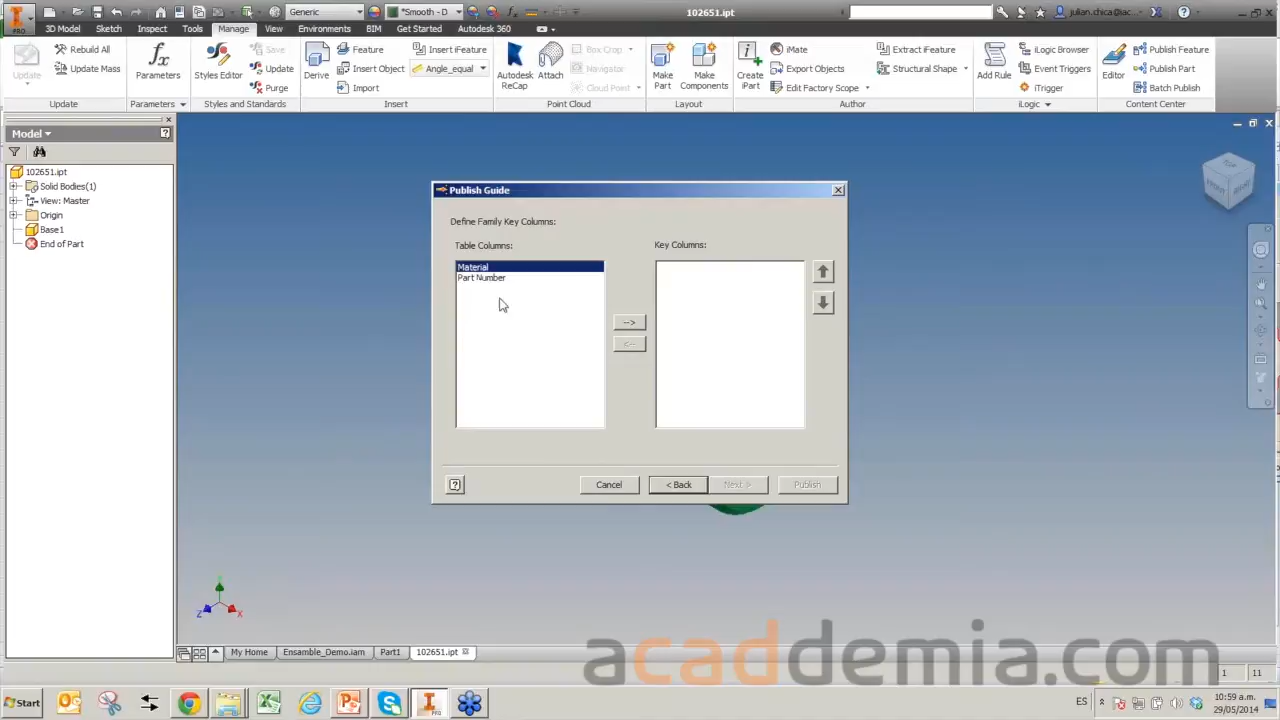 Generic
*Smooth - D
102651.ipt
julian.chica@ac
PRO
3D Model
Sketch
Inspect
Tools
Manage
View
Environments
BIM
Get Started
Autodesk 360
Update
Rebuild All
Update Mass
Parameters
Styles Editor
Save
Update
Purge
Derive
Feature
Insert Object
Import
Insert iFeature
Angle_equal
Autodesk ReCap
Attach
Box Crop
Navigator
Cloud Point
Make Part
Make Components
Create iPart
iMate
Export Objects
Edit Factory Scope
Extract iFeature
Structural Shape
Add Rule
iLogic Browser
Event Triggers
iTrigger
Editor
Publish Feature
Publish Part
Batch Publish
Update
Parameters
Styles and Standards
Insert
Point Cloud
Layout
Author
iLogic
Content Center
Model
102651.ipt
Solid Bodies(1)
View: Master
Origin
Base1
End of Part
Publish Guide
Define Family Key Columns:
Table Columns:
Key Columns:
Material
Part Number
-->
<--
Cancel
< Back
Next >
Publish
Z
X
My Home
Ensamble_Demo.iam
Part1
102651.ipt
acaddemia.com
1
11
Start
ES
10:59 a.m.
29/05/2014